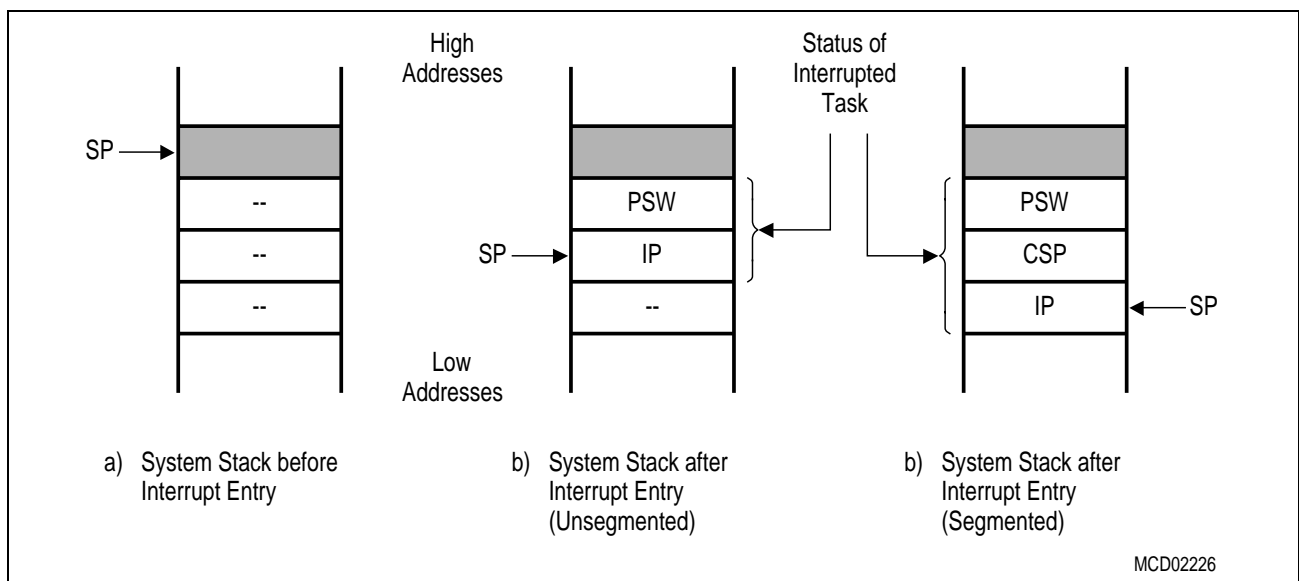 High
Addresses
Status of
Interrupted
Task
SP
--
--
--
PSW
SP
IP
--
PSW
CSP
IP
SP
Low
Addresses
a) System Stack before
Interrupt Entry
b) System Stack after
Interrupt Entry
(Unsegmented)
b) System Stack after
Interrupt Entry
(Segmented)
MCD02226